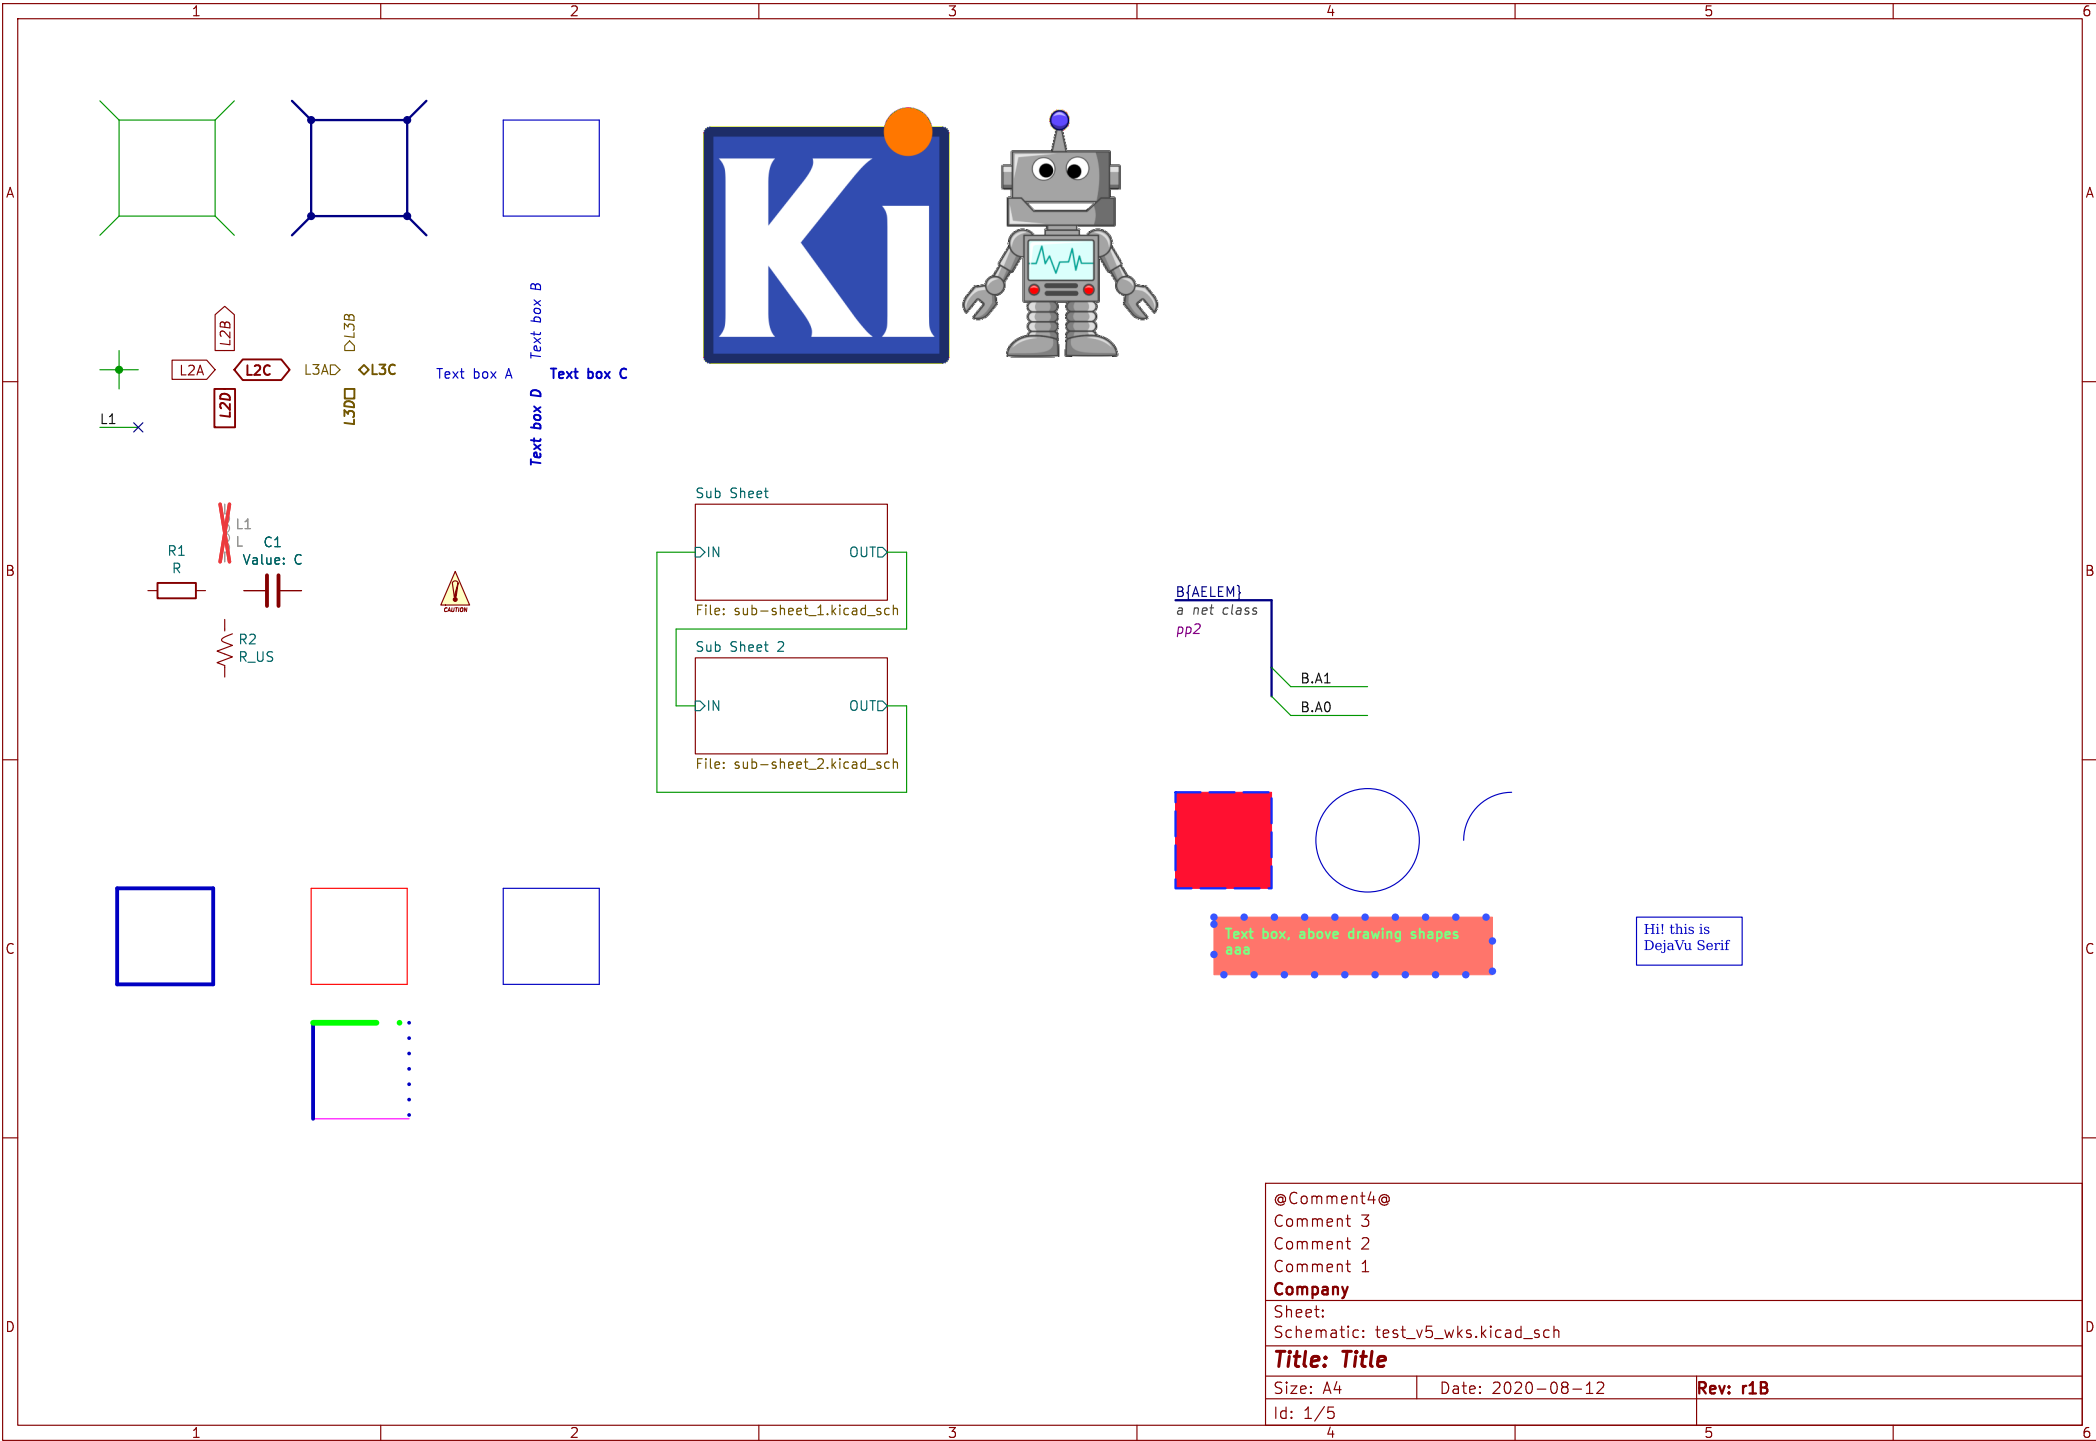 1 2 3 4 5 6
A A
Ki
L2B
L3B
Text box B
L2A
L2C
L3A
L3C
Text box A
Text box C
L2D
L3D
Text box D
L1
Sub Sheet
L1
L
C1
Value: C
R1
R
IN
OUT
B B
CAUTION
File: sub-sheet_1.kicad_sch
B{AELEM}
a net class
pp2
R2
R_US
Sub Sheet 2
B.A1
IN
OUT
B.A0
File: sub-sheet_2.kicad_sch
Text box, above drawing shapes
aaa
Hi! this is
DejaVu Serif
C C
@Comment4@
Comment 3
Comment 2
Comment 1
Company
Sheet:
D D
Schematic: test_v5_wks.kicad_sch
Title: Title
Size: A4
Date: 2020-08-12
Rev: r1B
Id: 1/5
1 2 3 4 5 6